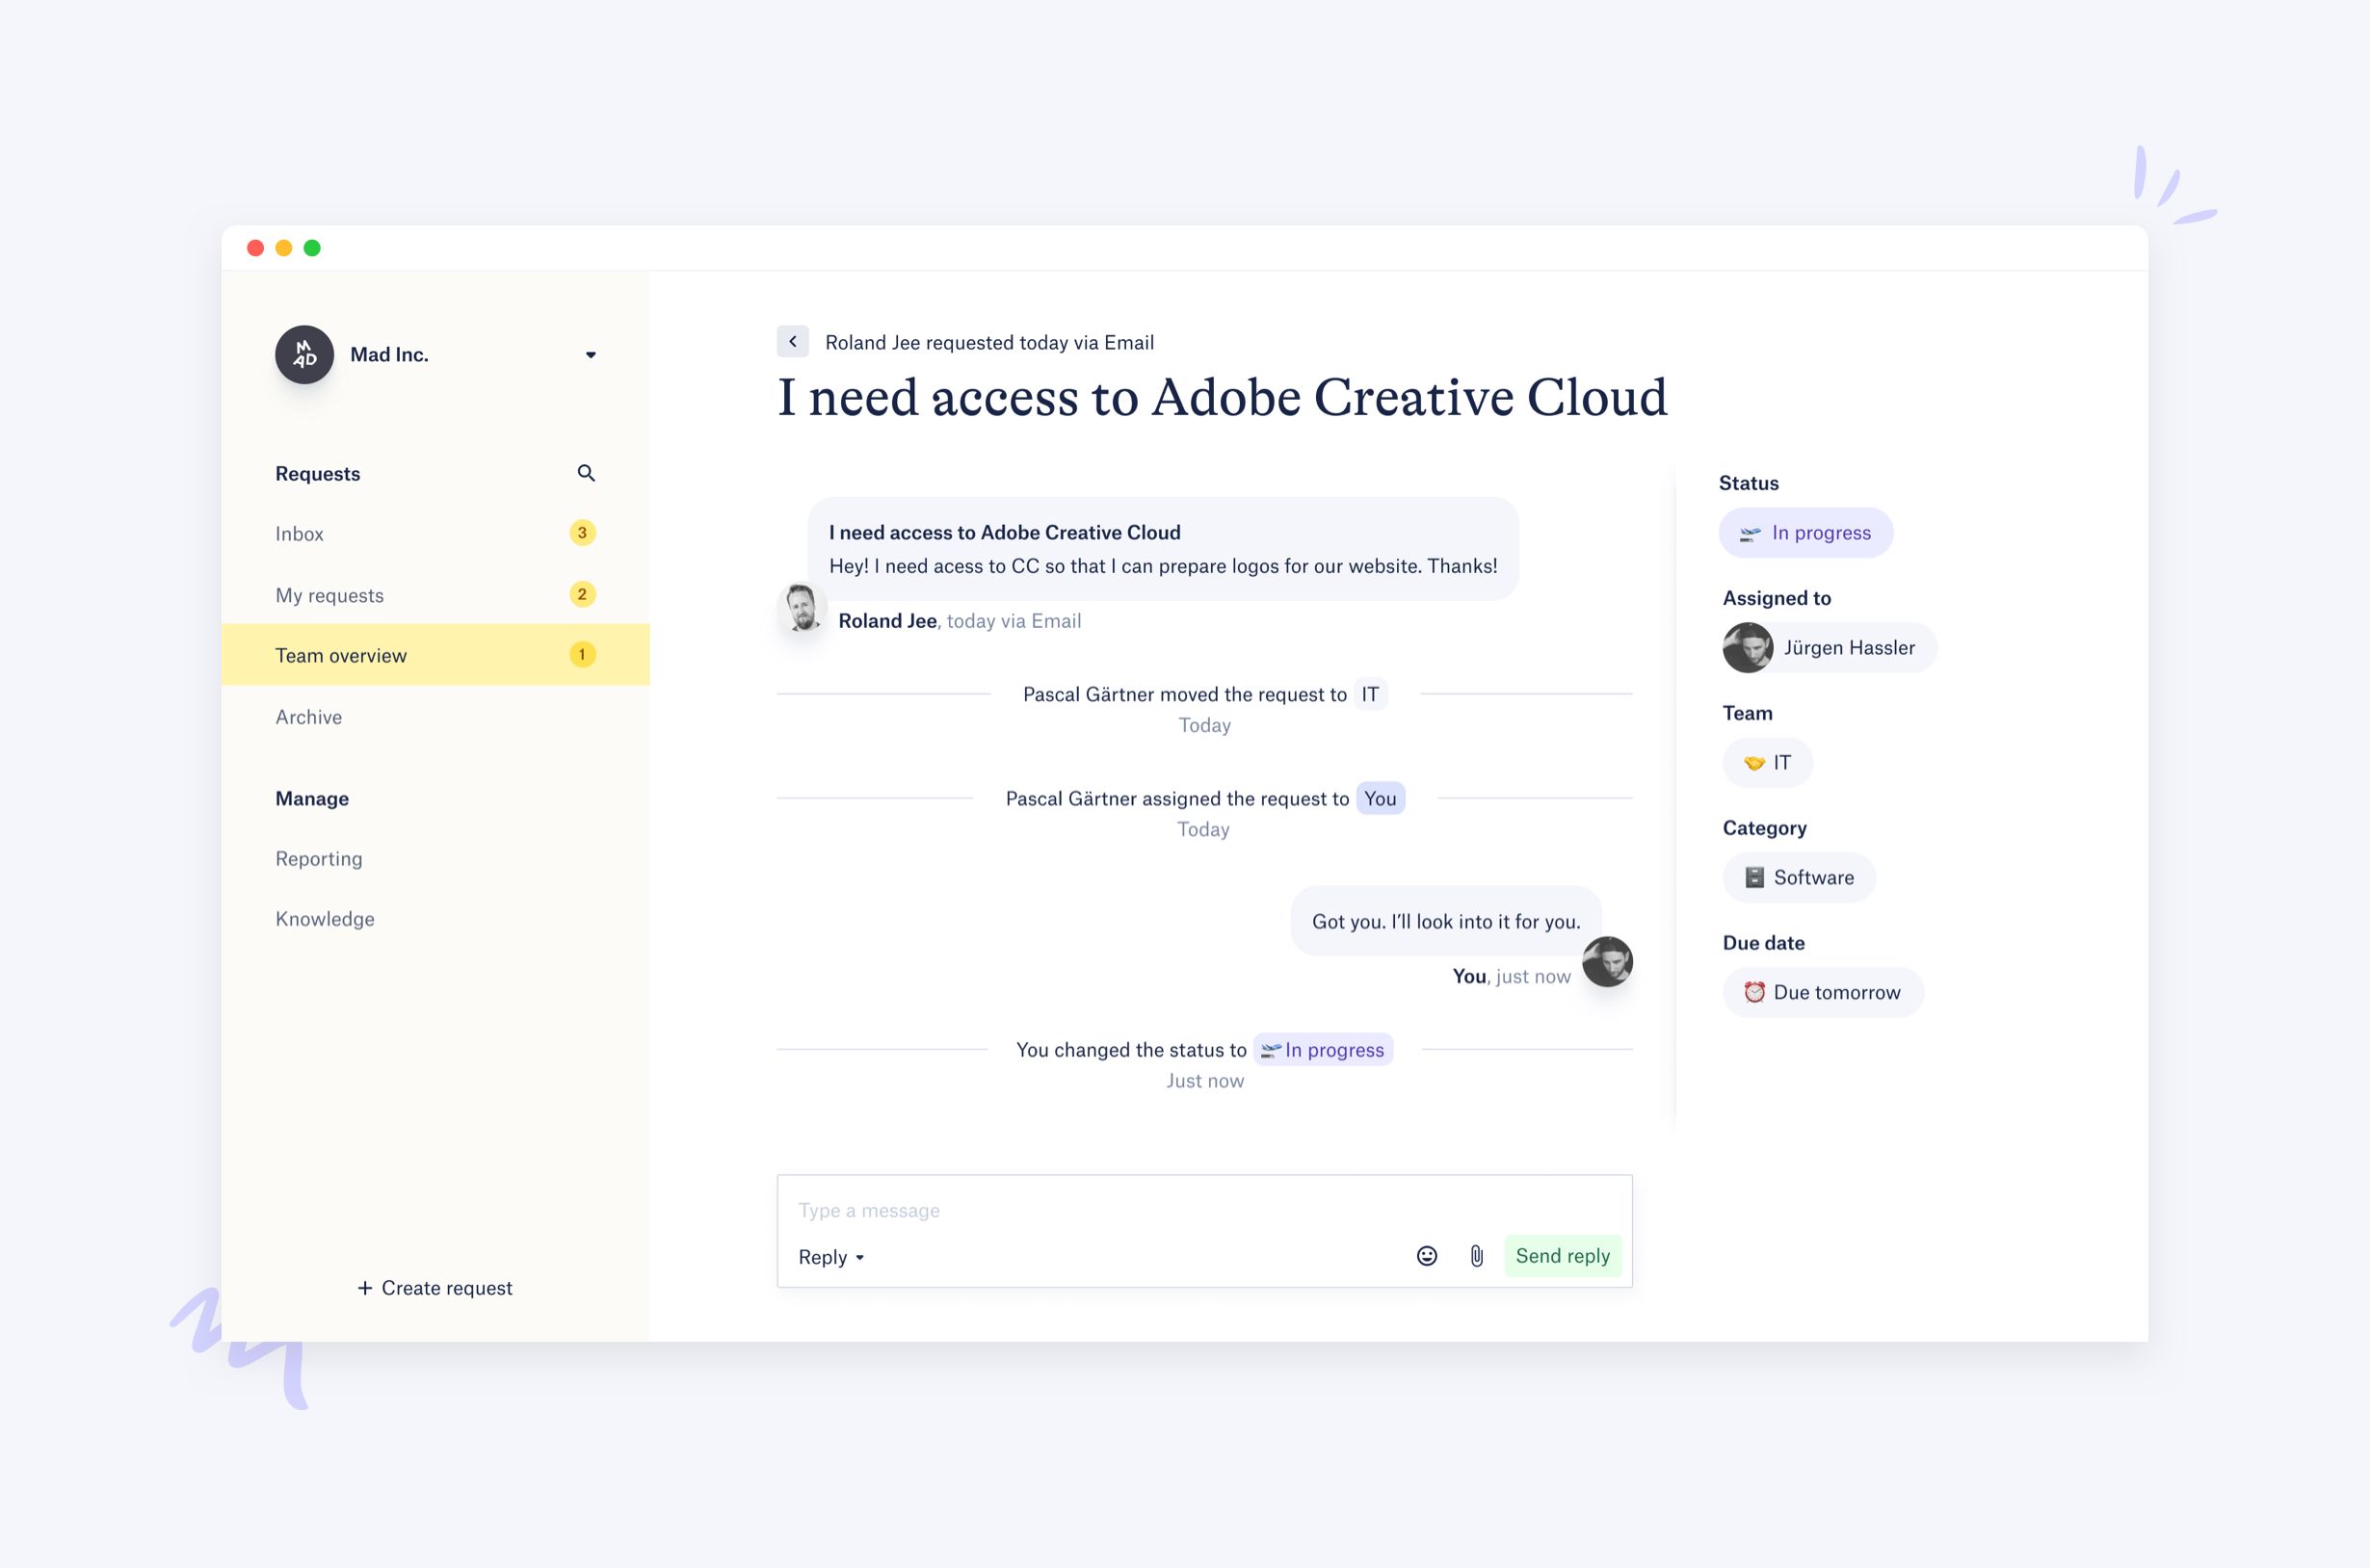 MAD
Mad Inc.
Requests
Inbox 3
My requests 2
Team overview 1
Archive
Manage
Reporting
Knowledge
+ Create request
Roland Jee requested today via Email
I need access to Adobe Creative Cloud
I need access to Adobe Creative Cloud
Hey! I need acess to CC so that I can prepare logos for our website. Thanks!
Roland Jee, today via Email
Pascal Gärtner moved the request to IT
Today
Pascal Gärtner assigned the request to You
Today
Got you. I’ll look into it for you.
You, just now
You changed the status to 🛫In progress
Just now
Type a message
Reply
Send reply
Status
🛫 In progress
Assigned to
Jürgen Hassler
Team
🤝 IT
Category
🗄️ Software
Due date
⏰ Due tomorrow